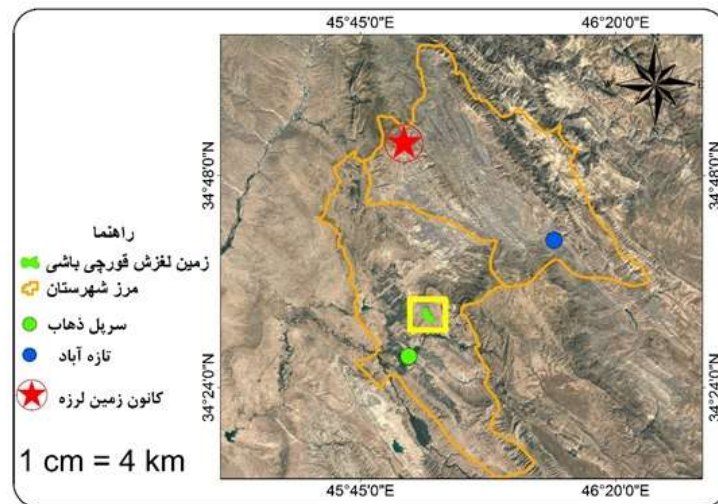 45°45'0"E 46°20'0"E
34°48'0"N 34°48'0"N
راهنما
زمین لغزش قورچی باشی
مرز شهرستان
سرپل ذهاب
تازه آباد
کانون زمین لرزه
34°24'0"N 34°24'0"N
1 cm = 4 km
45°45'0"E 46°20'0"E